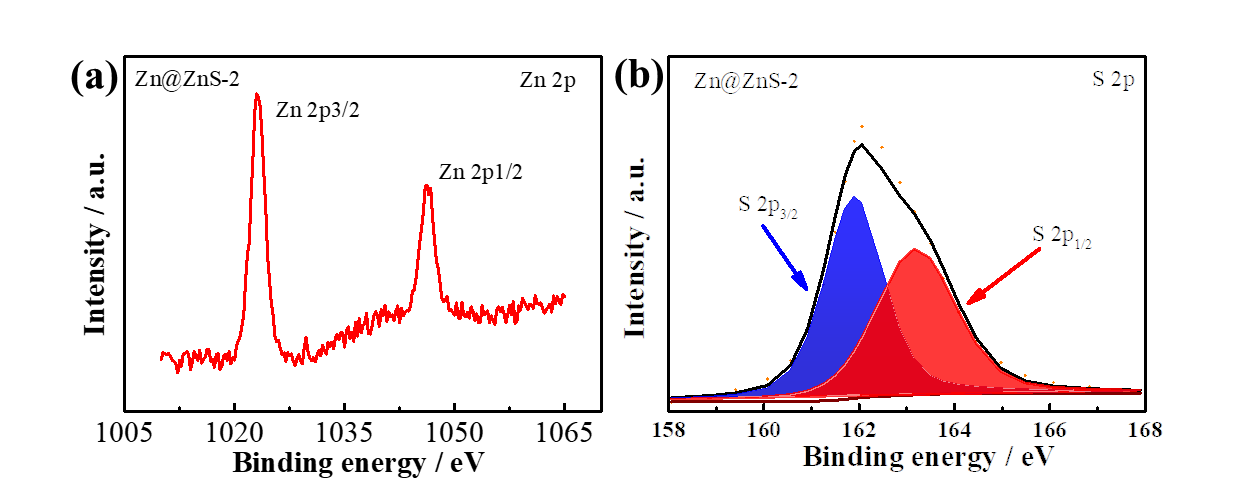 (a)
Zn@ZnS-2
Zn 2p
Zn 2p3/2
Zn 2p1/2
Intensity / a.u.
1005 1020 1035 1050 1065
Binding energy / eV
(b)
Zn@ZnS-2
S 2p
S 2p3/2
S 2p1/2
Intensity / a.u.
158 160 162 164 166 168
Binding energy / eV